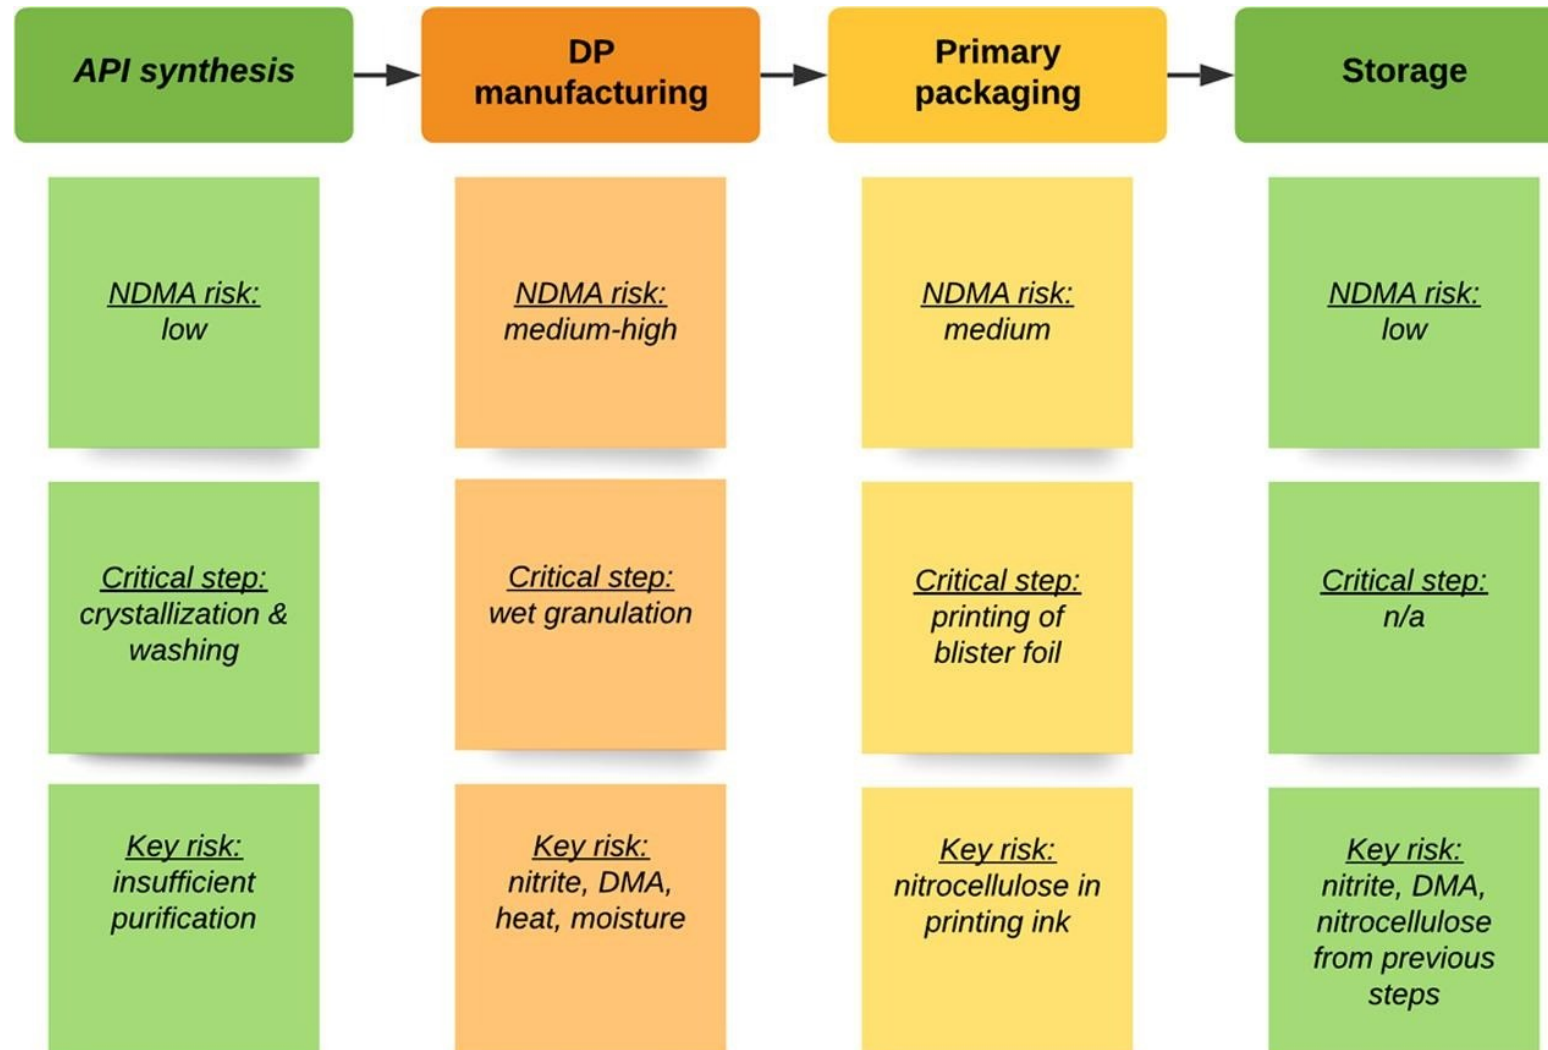 API synthesis
DP
manufacturing
Primary
packaging
Storage
NDMA risk:
low
NDMA risk:
medium-high
NDMA risk:
medium
NDMA risk:
low
Critical step:
crystallization &
washing
Critical step:
wet granulation
Critical step:
printing of
blister foil
Critical step:
n/a
Key risk:
insufficient
purification
Key risk:
nitrite, DMA,
heat, moisture
Key risk:
nitrocellulose in
printing ink
Key risk:
nitrite, DMA,
nitrocellulose
from previous
steps